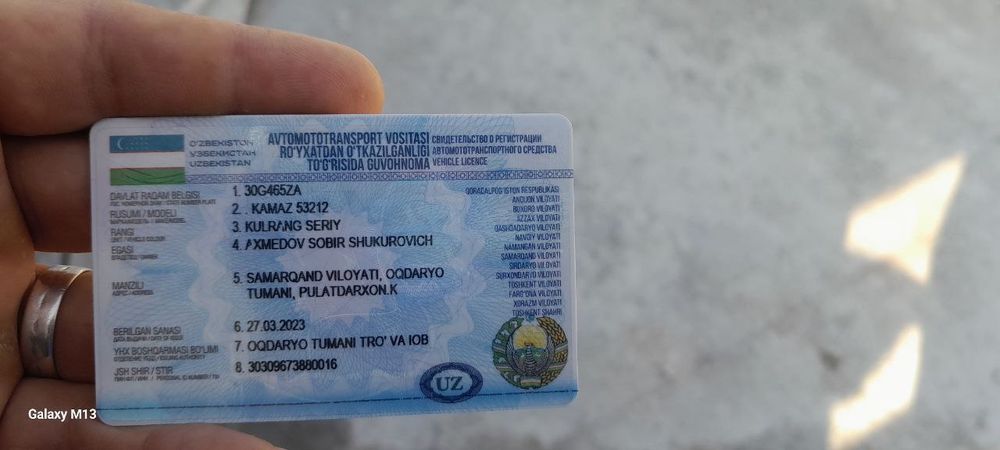 O'ZBEKISTON
ЎЗБЕКИСТАН
UZBEKISTAN
AVTOMOTOTRANSPORT VOSITASI
RO'YXATDAN O'TKAZILGANLIGI
TO'G'RISIDA GUVOHNOMA
СВИДЕТЕЛЬСТВО О РЕГИСТРАЦИИ
АВТОМОТОТРАНСПОРТНОГО СРЕДСТВА
VEHICLE LICENCE
DAVLAT RAQAM BELGISI
1. 30G465ZA
RUSUMI / MODELI
2. . KAMAZ 53212
RANGI
3. KULRANG SERIY
EGASI
4. AXMEDOV SOBIR SHUKUROVICH
MANZILI
5. SAMARQAND VILOYATI, OQDARYO
TUMANI, PULATDARXON.K
BERILGAN SANASI
6. 27.03.2023
YHX BOSHQARMASI BO'LIMI
7. OQDARYO TUMANI TRO' VA IOB
JSH SHIR / STIR
8. 30309673880016
QORAQALPOG'ISTON RESPUBLIKASI
ANDIJON VILOYATI
BUXORO VILOYATI
JIZZAX VILOYATI
QASHQADARYO VILOYATI
NAVOIY VILOYATI
NAMANGAN VILOYATI
SAMARQAND VILOYATI
SIRDARYO VILOYATI
SURXONDARYO VILOYATI
TOSHKENT VILOYATI
FARG'ONA VILOYATI
XORAZM VILOYATI
TOSHKENT SHAHRI
UZ
Galaxy M13